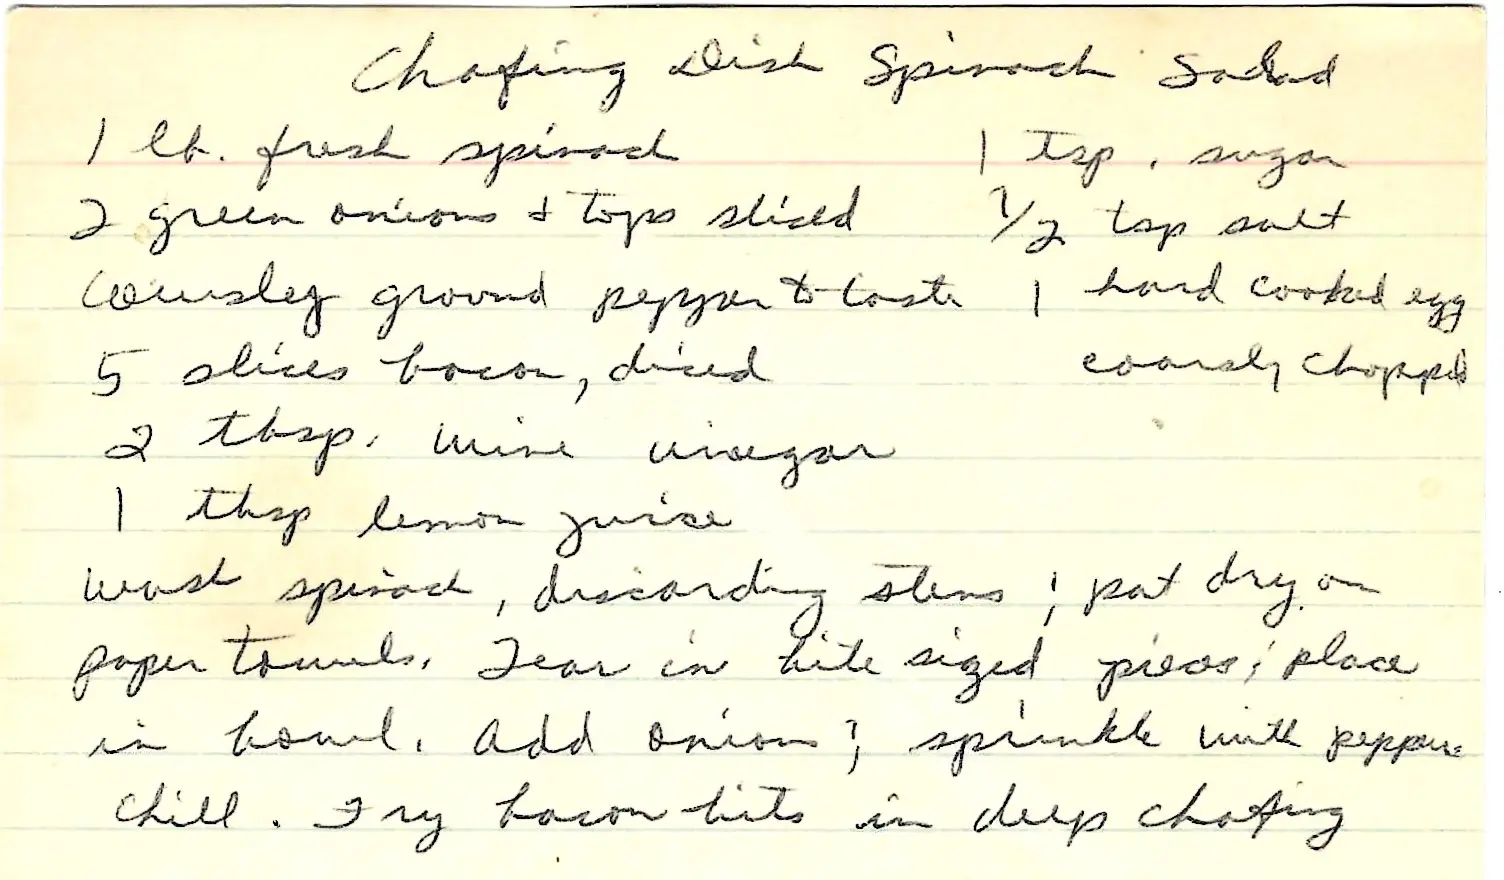 Chafing Dish Spinach Salad
1 lb. fresh spinach 1 tsp. sugar
2 green onions & tops sliced 1/2 tsp salt
ground pepper to taste 1 hard cooked egg
5 slices bacon, diced coarsly chopped
2 tbsp. wine vinegar
1 tbsp lemon juice
wash spinach, discarding stems; pat dry on
paper towels. Tear in bite sized pieces; place
in bowl. Add onions; sprinkle with pepper
chill. Fry bacon bits in deep chafing